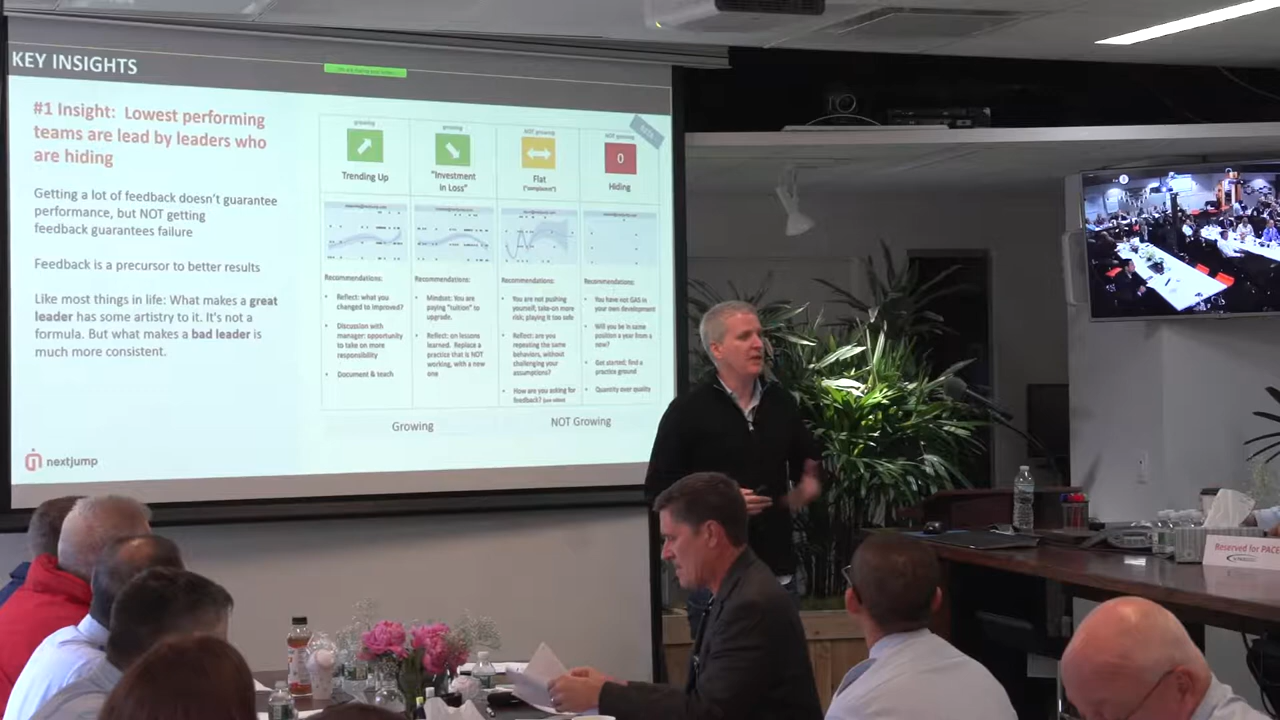 KEY INSIGHTS
#1 Insight: Lowest performing
teams are lead by leaders who
are hiding
Getting a lot of feedback doesn't guarantee
performance, but NOT getting
feedback guarantees failure
Feedback is a precursor to better results
Like most things in life: What makes a great
leader has some artistry to it. It's not a
formula. But what makes a bad leader is
much more consistent.
nextjump
growing
Trending Up
growing
"Investment
In Loss"
NOT growing
Flat
("complacent")
NOT growing
0
Hiding
BETA
Recommendations:
• Reflect: what you
changed to improved?
• Discussion with
manager: opportunity
to take on more
responsibility
• Document & teach
Recommendations:
• Mindset: You are
paying "tuition" to
upgrade.
• Reflect: on lessons
learned. Replace a
practice that is NOT
working, with a new
one
Recommendations:
• You are not pushing
yourself, take-on more
risk, playing it too safe
• Reflect: are you
repeating the same
behaviors, without
challenging your
assumptions?
• How are you asking for
feedback?
Recommendations:
• You have not GAS in
your own development
• Will you be in same
position a year from a
new?
• Get started; find a
practice ground
• Quantity over quality
Growing
NOT Growing
Reserved for PACE